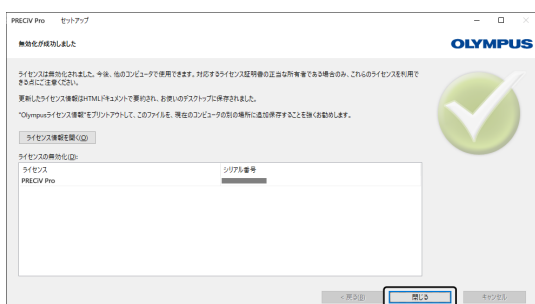 PRECiV Pro セットアップ
無効化が成功しました
OLYMPUS
ライセンスは無効化されました。今後、他のコンピュータで使用できます。対応するライセンス証明書の正当な所有者である場合のみ、これらのライセンスを利用で
きる点にご注意ください。
更新したライセンス情報はHTMLドキュメントで要約され、お使いのデスクトップに保存されました。
"Olympusライセンス情報"をプリントアウトして、このファイルを、現在のコンピュータの別の場所に追加保存することを強くお勧めします。
ライセンス情報を開く(O)
ライセンスの無効化(D):
ライセンス シリアル番号
PRECiV Pro
< 戻る(B) 閉じる キャンセル